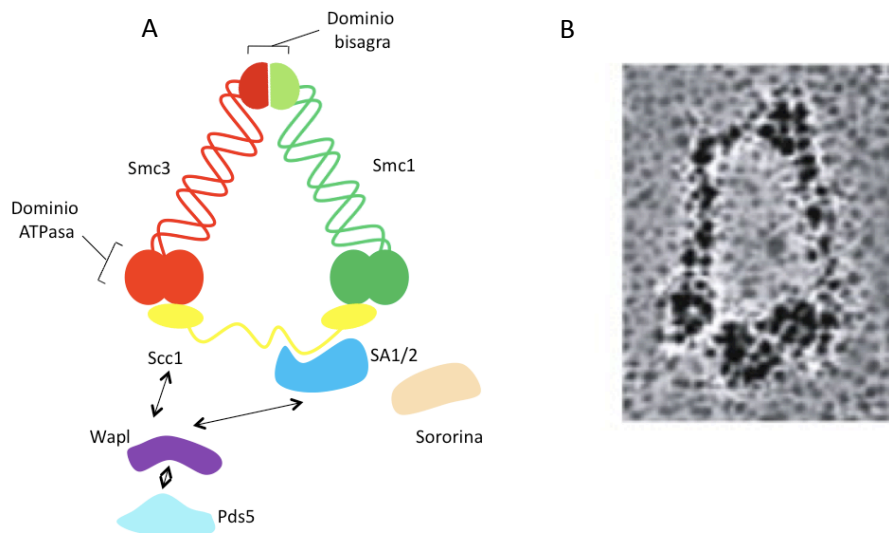 A
Dominio
bisagra
B
Smc3
Smc1
Dominio
ATPasa
Scc1
SA1/2
Wapl
Sororina
Pds5